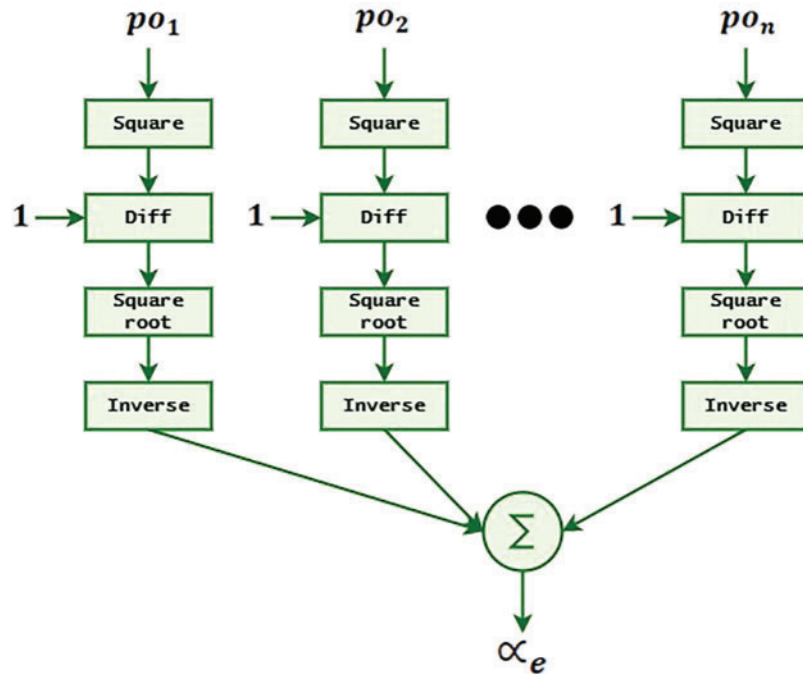 po₁ po₂ poₙ
Square Square Square
1 Diff 1 Diff 1 Diff
Square root Square root Square root
Inverse Inverse Inverse
Σ
∝ₑ